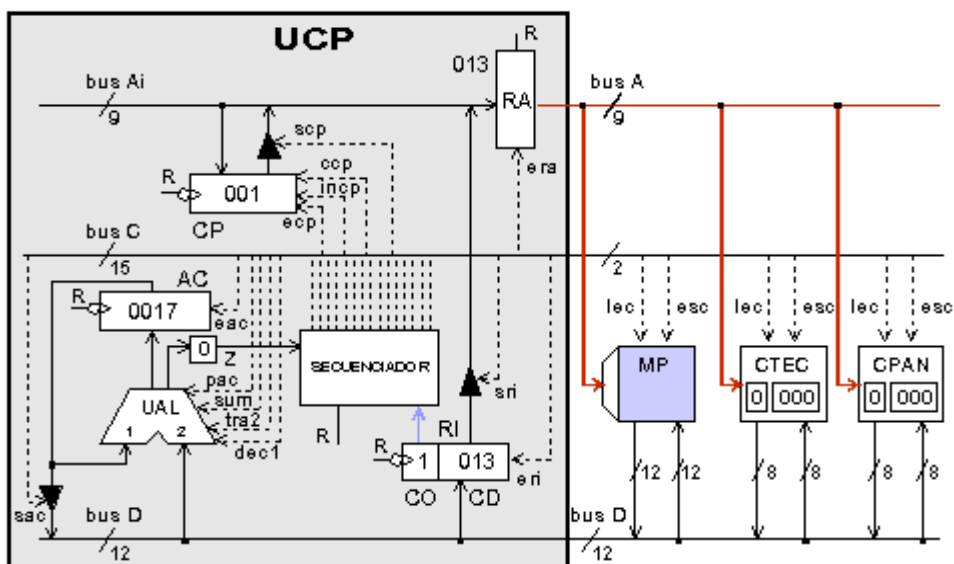 UCP
R
013
RA
bus Ai
9
bus A
9
scp
ccp
incp
ecp
era
R
001
CP
bus C
15
2
AC
R
0017
eac
0
Z
SECUENCIADOR
sri
lec
esc
lec
esc
lec
esc
MP
CTEC
CPAN
0
000
0
000
pac
sum
tra2
dec1
UAL
1
2
R
RI
R
1
013
eri
CO
CD
12
12
8
8
8
8
sac
bus D
12
bus D
12